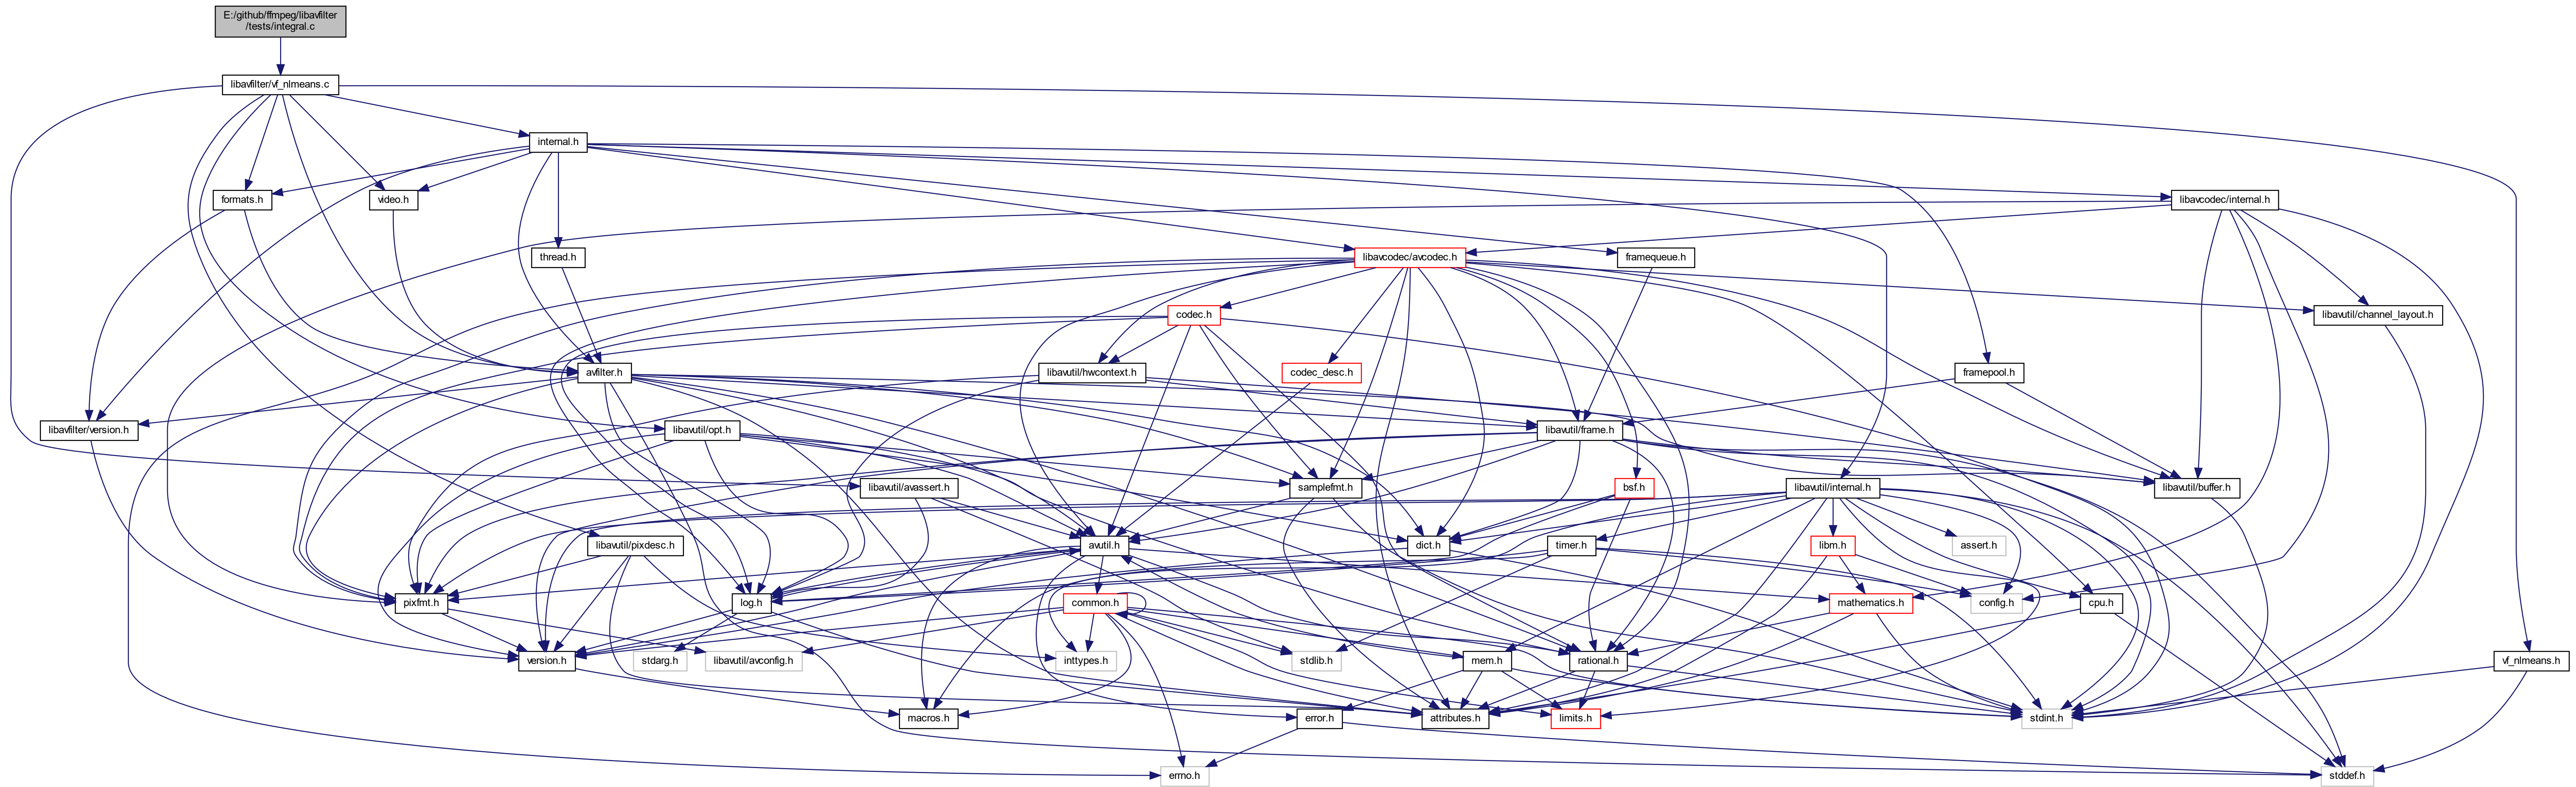 E:/github/ffmpeg/libavfilter
/tests/integral.c
libavfilter/vf_nlmeans.c
internal.h
formats.h
video.h
libavcodec/internal.h
thread.h
libavcodec/avcodec.h
framequeue.h
codec.h
libavutil/channel_layout.h
avfilter.h
libavutil/hwcontext.h
codec_desc.h
framepool.h
libavfilter/version.h
libavutil/opt.h
libavutil/frame.h
libavutil/avassert.h
samplefmt.h
bsf.h
libavutil/internal.h
libavutil/buffer.h
libavutil/pixdesc.h
avutil.h
dict.h
timer.h
libm.h
assert.h
pixfmt.h
log.h
common.h
mathematics.h
config.h
cpu.h
version.h
stdarg.h
libavutil/avconfig.h
inttypes.h
stdlib.h
mem.h
rational.h
vf_nlmeans.h
macros.h
error.h
attributes.h
limits.h
stdint.h
errno.h
stddef.h